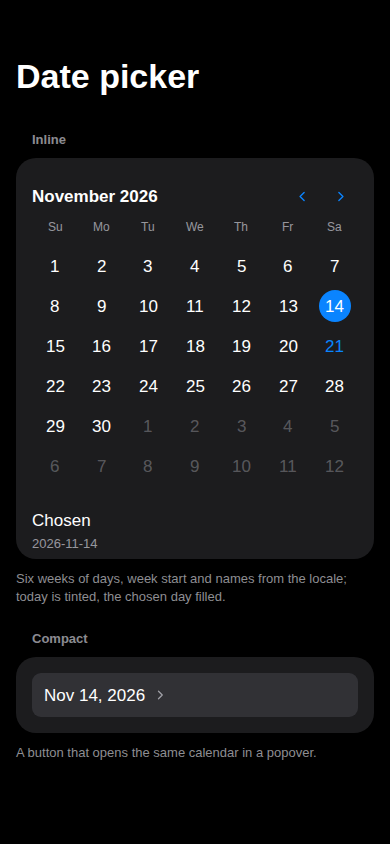 Date picker
Inline
November 2026
Su Mo Tu We Th Fr Sa
1 2 3 4 5 6 7
8 9 10 11 12 13 14
15 16 17 18 19 20 21
22 23 24 25 26 27 28
29 30 1 2 3 4 5
6 7 8 9 10 11 12
Chosen
2026-11-14
Six weeks of days, week start and names from the locale;
today is tinted, the chosen day filled.
Compact
Nov 14, 2026
A button that opens the same calendar in a popover.